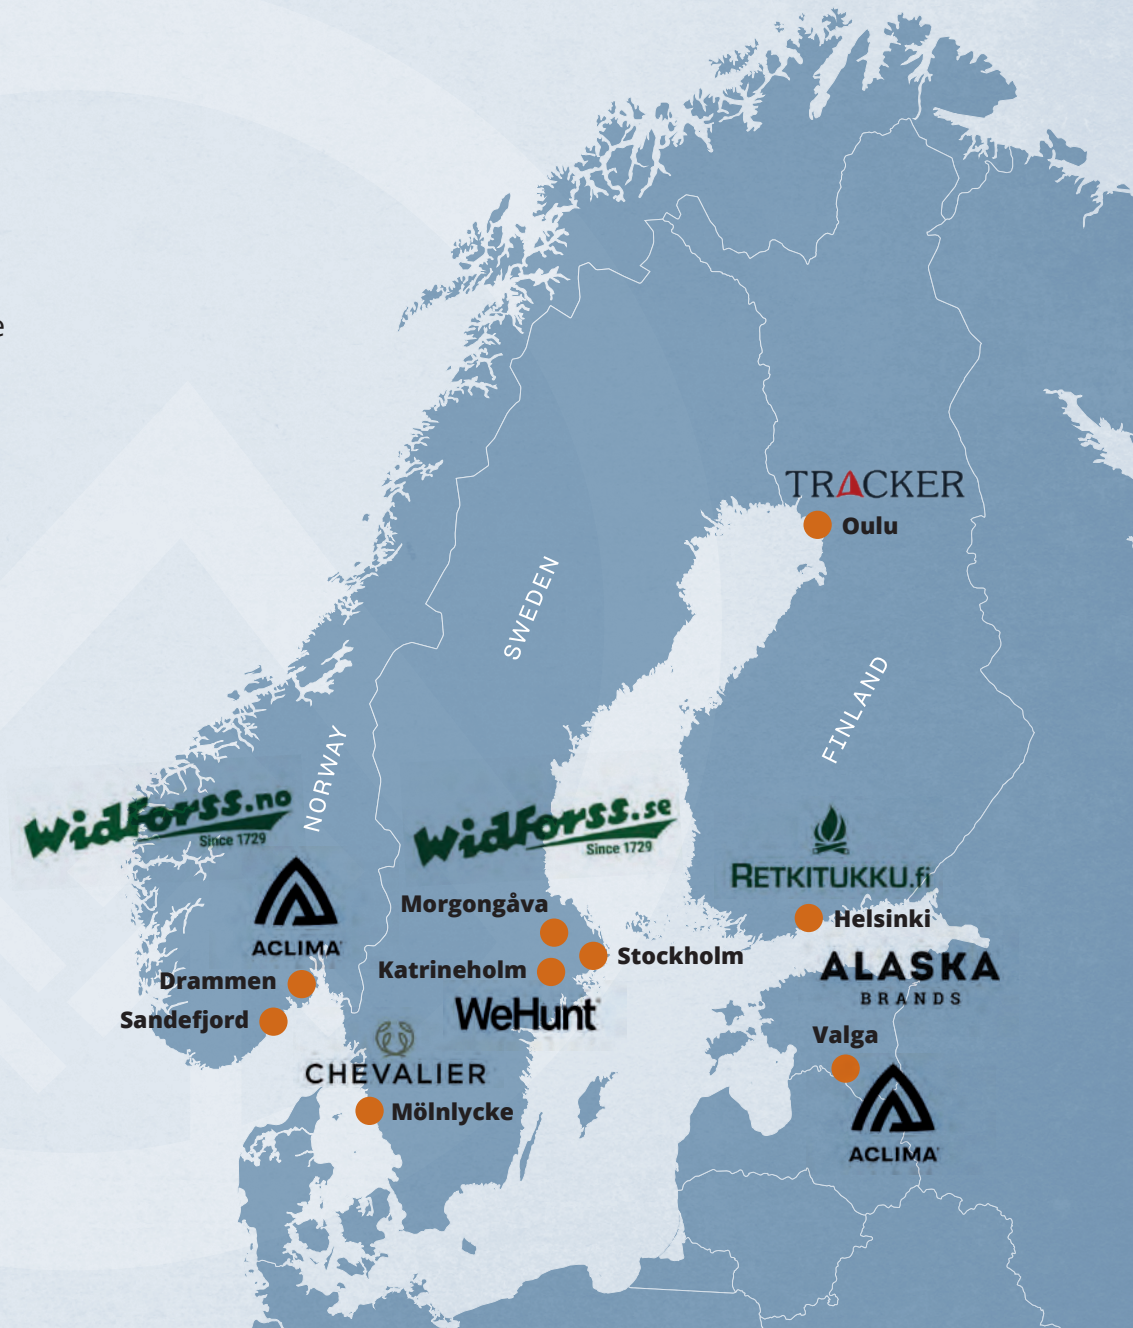 e
TRACKER
Oulu
SWEDEN
FINLAND
NORWAY
Widforss.no
Since 1729
Widforss.se
Since 1729
RETKITUKKU.fi
ACLIMA
Morgongåva
Helsinki
Stockholm
Katrineholm
ALASKA
BRANDS
Drammen
WeHunt
Sandefjord
Valga
CHEVALIER
Mölnlycke
ACLIMA